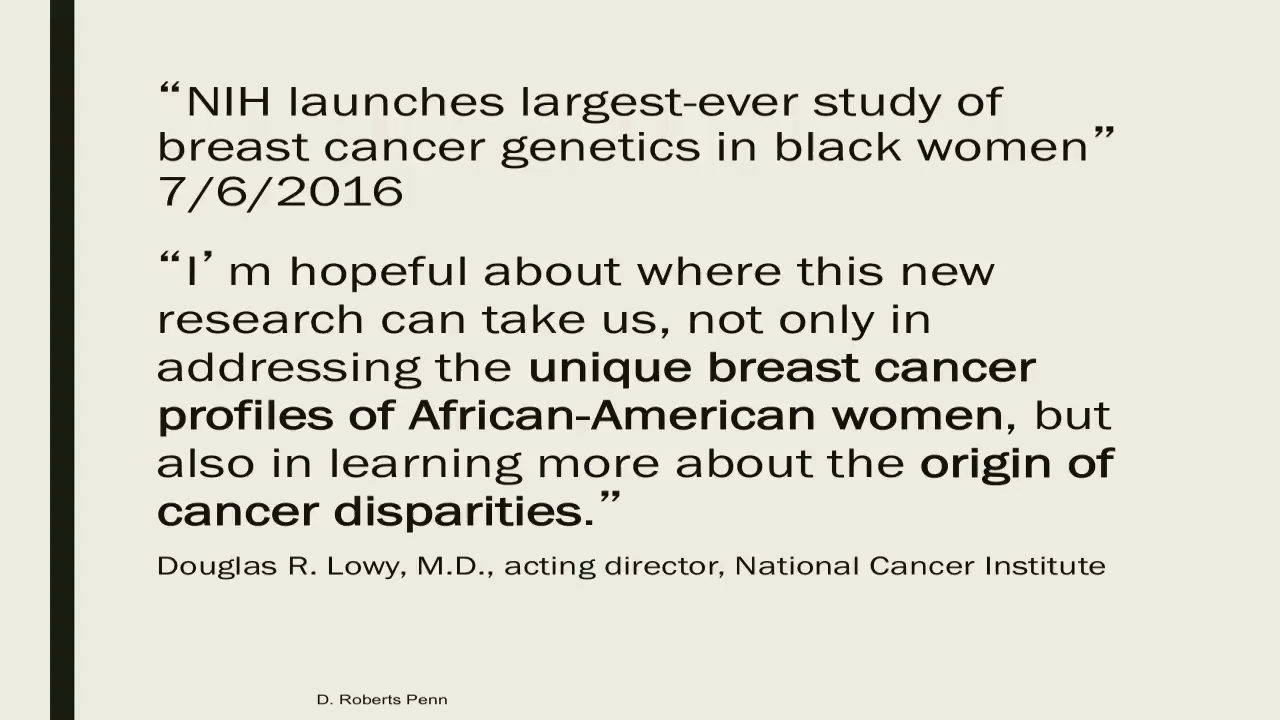 “NIH launches largest-ever study of
breast cancer genetics in black women”
7/6/2016
“I’m hopeful about where this new
research can take us, not only in
addressing the unique breast cancer
profiles of African-American women, but
also in learning more about the origin of
cancer disparities.”
Douglas R. Lowy, M.D., acting director, National Cancer Institute
D. Roberts Penn